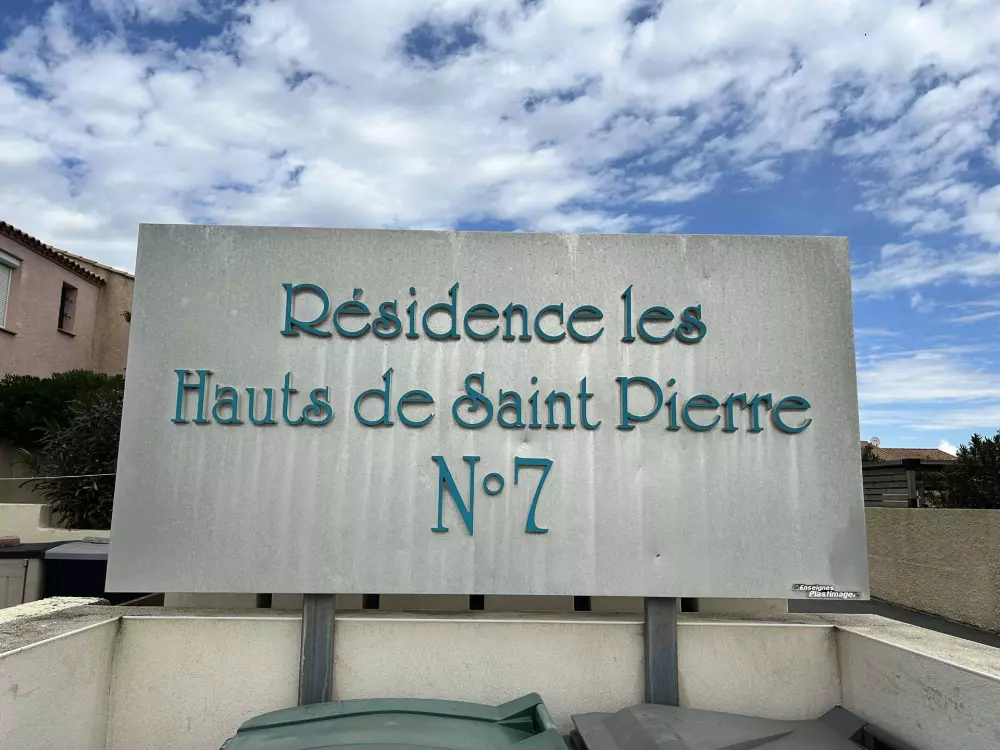 Résidence les
Hauts de Saint Pierre
N°7
Enseignes
Plastimage